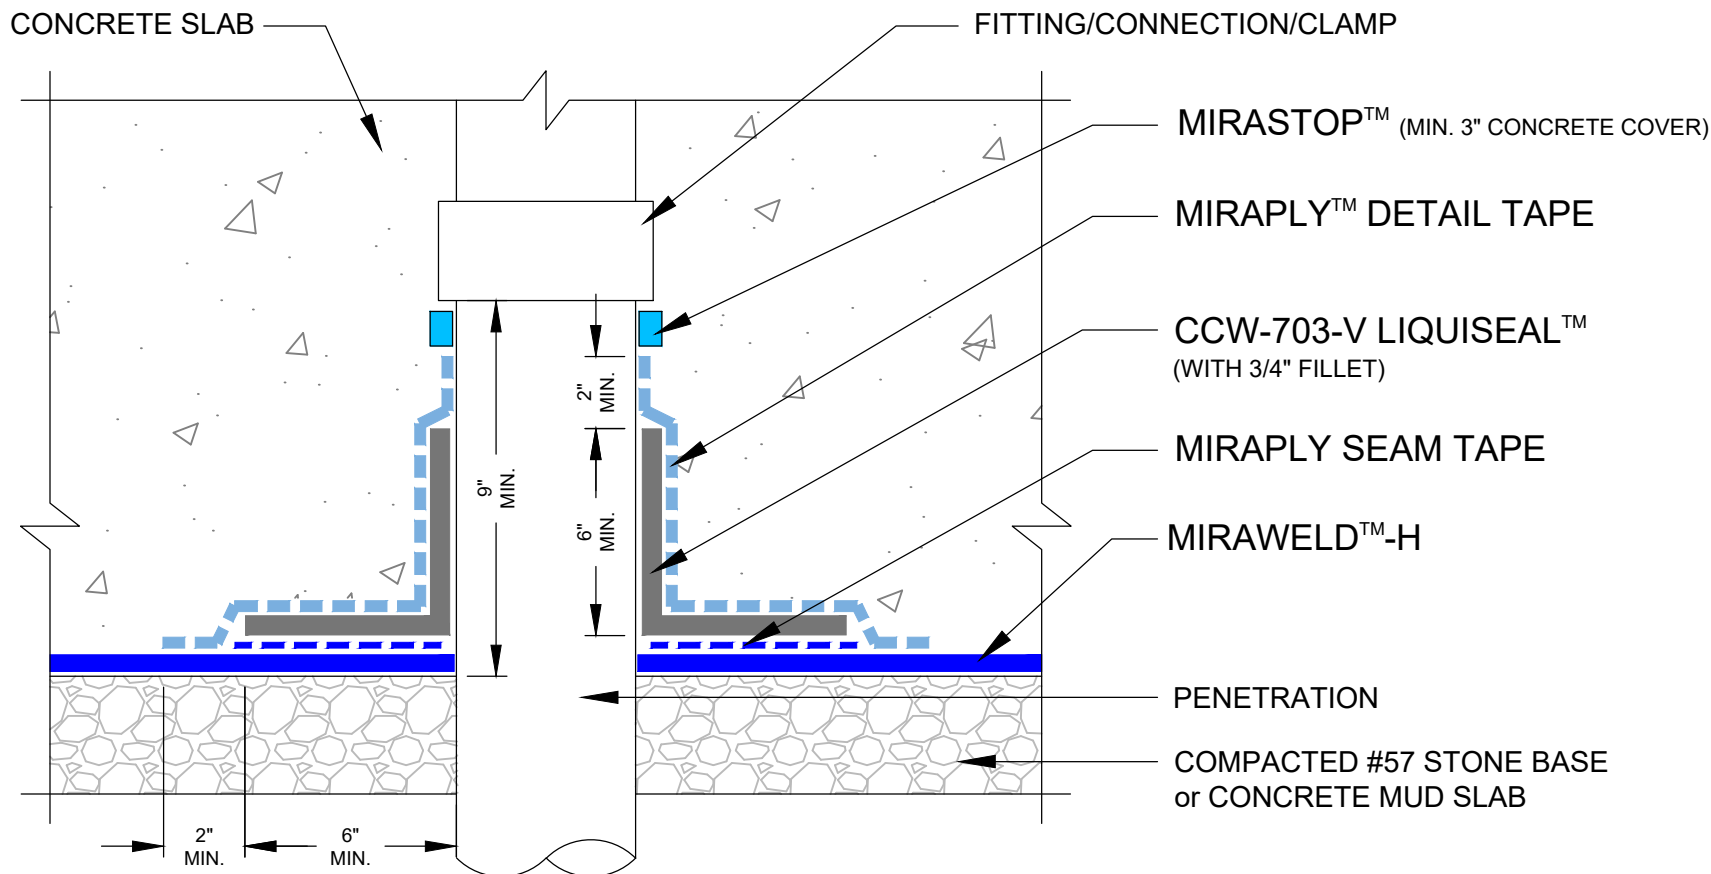 CONCRETE SLAB
FITTING/CONNECTION/CLAMP
MIRASTOP™ (MIN. 3" CONCRETE COVER)
MIRAPLY™ DETAIL TAPE
CCW-703-V LIQUISEAL™
(WITH 3/4" FILLET)
MIRAPLY SEAM TAPE
MIRAWELD™-H
PENETRATION
COMPACTED #57 STONE BASE
or CONCRETE MUD SLAB
2"
MIN.
9"
MIN.
6"
MIN.
2"
MIN.
6"
MIN.